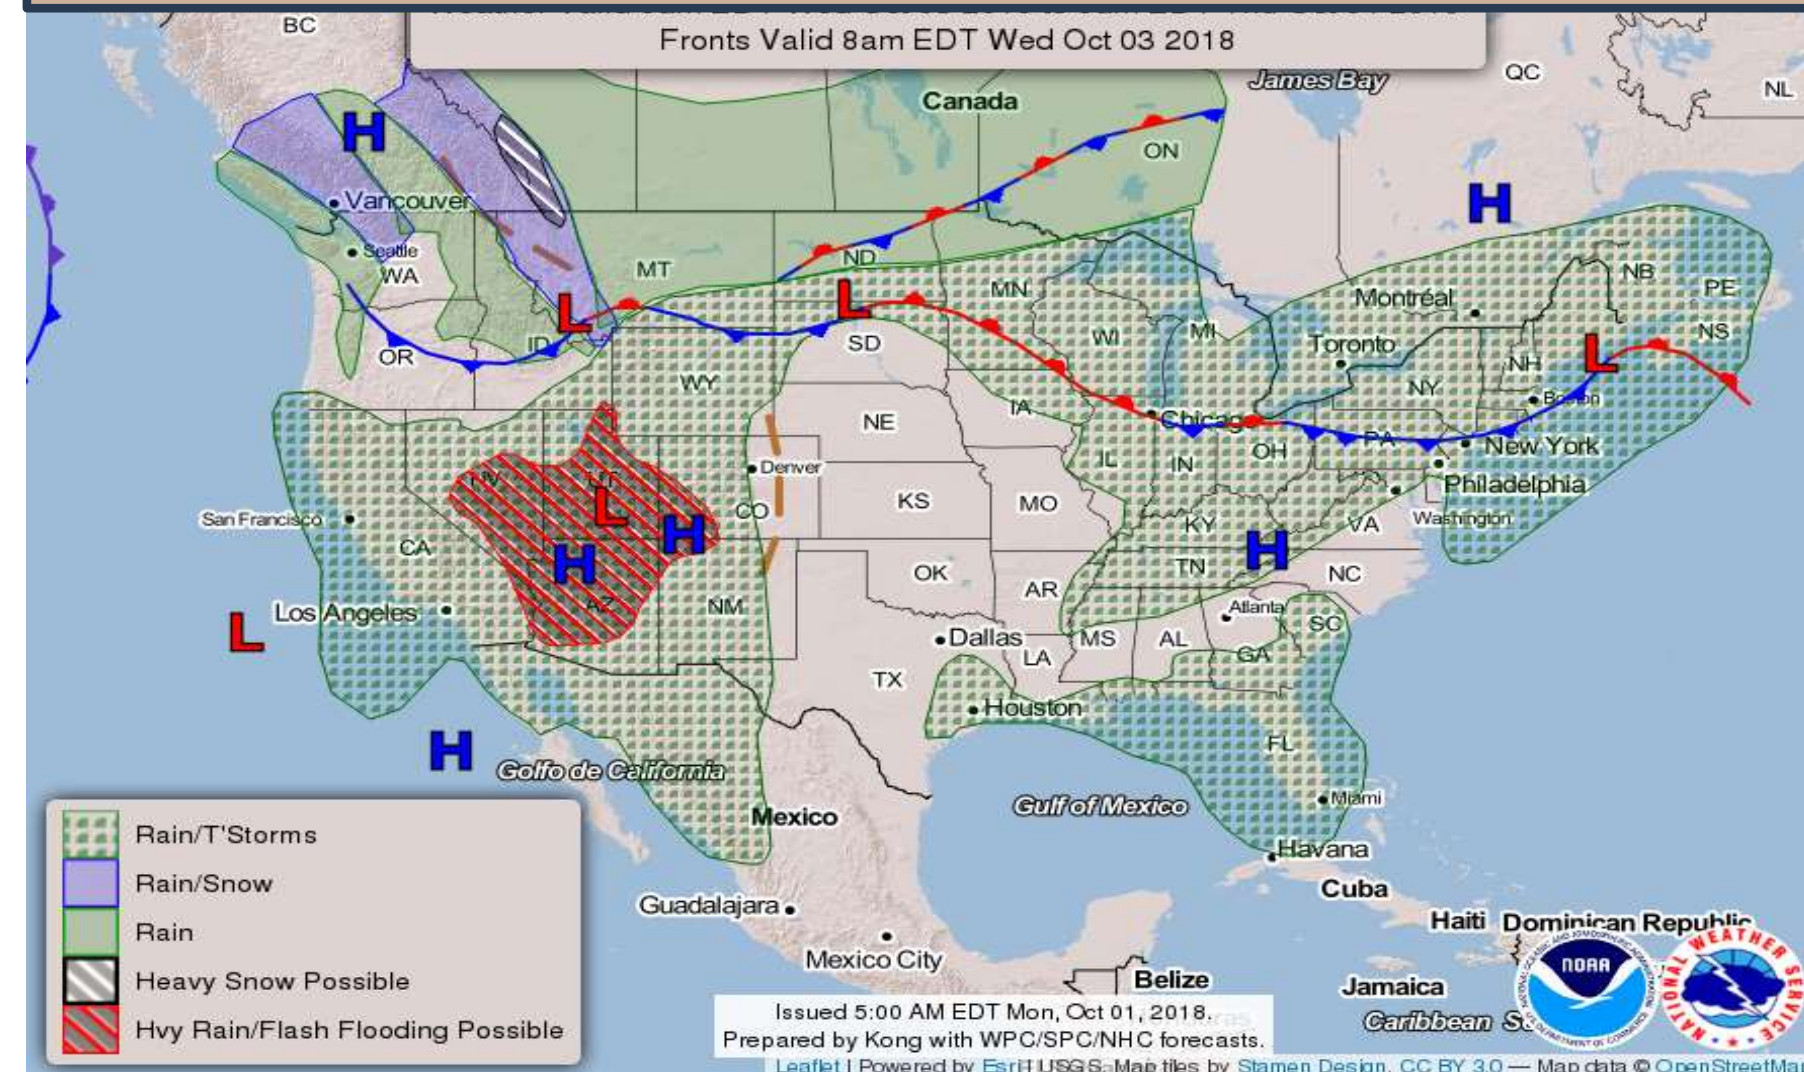 Fronts Valid 8am EDT Wed Oct 03 2018
BC
James Bay
QC
NL
Canada
ON
H
H
Vancouver
Seattle
WA
MT
ND
L
L
MN
Montréal
NB
PE
NS
OR
ID
SD
WI
MI
Toronto
NH
L
WY
NY
Boston
IA
NE
Chicago
PA
OH
New York
NV
UT
Denver
IL
IN
Philadelphia
San Francisco
L
CO
KS
MO
KY
VA
Washington
CA
H
H
H
OK
TN
NC
Los Angeles
AZ
NM
AR
Atlanta
SC
L
Dallas
LA
MS
AL
GA
TX
Houston
H
Golfo de California
FL
Gulf of Mexico
Miami
Mexico
Havana
Cuba
Rain/T'Storms
Rain/Snow
Rain
Heavy Snow Possible
Hvy Rain/Flash Flooding Possible
Guadalajara
Mexico City
Haiti
Dominican Republic
Belize
Jamaica
Caribbean
NOAA
NATIONAL WEATHER SERVICE
Issued 5:00 AM EDT Mon, Oct 01, 2018.
Prepared by Kong with WPC/SPC/NHC forecasts.
Leaflet | Powered by Esri | USGS, Map tiles by Stamen Design, CC BY 3.0 — Map data © OpenStreetMap